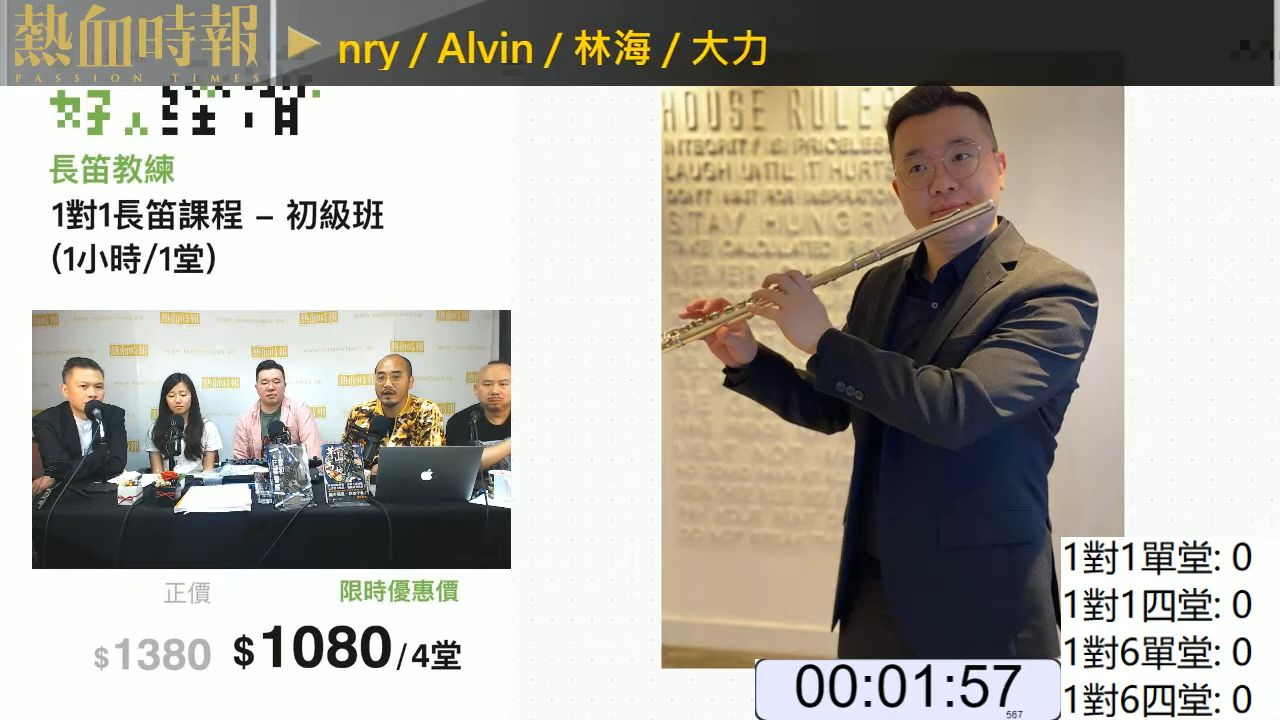 熱血時報
PASSION TIMES
nry / Alvin / 林海 / 大力
長笛教練
1對1長笛課程 – 初級班
(1小時/1堂)
正價
限時優惠價
$1380
$1080/4堂
HOUSE RULES
INTEGRITY IS PRICELESS
LAUGH UNTIL IT HURTS
STAY HUNGRY
00:01:57
567
1對1單堂: 0
1對1四堂: 0
1對6單堂: 0
1對6四堂: 0